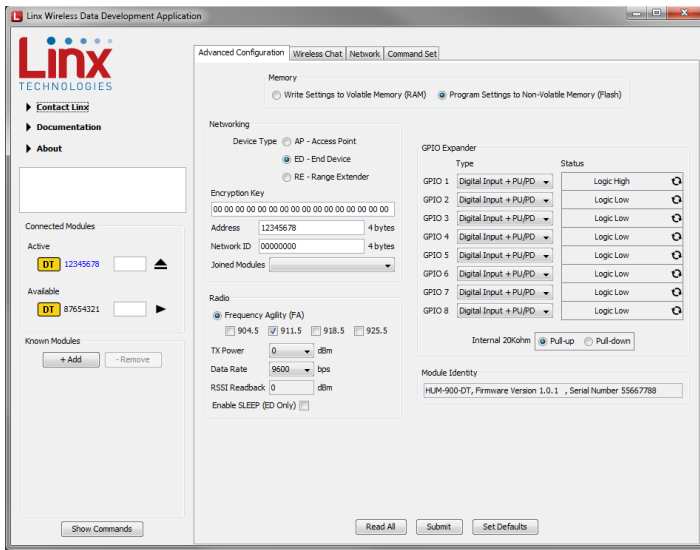 Linx Wireless Data Development Application
Linx
TECHNOLOGIES
Contact Linx
Documentation
About
Connected Modules
Active
DT 12345678
Available
DT 87654321
Known Modules
+ Add - Remove
Show Commands
Advanced Configuration Wireless Chat Network Command Set
Memory
Write Settings to Volatile Memory (RAM) Program Settings to Non-Volatile Memory (Flash)
Networking
Device Type AP - Access Point
ED - End Device
RE - Range Extender
Encryption Key
00 00 00 00 00 00 00 00 00 00 00 00 00 00 00 00
Address 12345678 4 bytes
Network ID 00000000 4 bytes
Joined Modules
Radio
Frequency Agility (FA)
904.5 911.5 918.5 925.5
TX Power 0 dBm
Data Rate 9600 bps
RSSI Readback 0 dBm
Enable SLEEP (ED Only)
GPIO Expander
Type Status
GPIO 1 Digital Input + PU/PD Logic High
GPIO 2 Digital Input + PU/PD Logic Low
GPIO 3 Digital Input + PU/PD Logic Low
GPIO 4 Digital Input + PU/PD Logic Low
GPIO 5 Digital Input + PU/PD Logic Low
GPIO 6 Digital Input + PU/PD Logic Low
GPIO 7 Digital Input + PU/PD Logic Low
GPIO 8 Digital Input + PU/PD Logic Low
Internal 20Kohm Pull-up Pull-down
Module Identity
HUM-900-DT, Firmware Version 1.0.1 , Serial Number 55667788
Read All Submit Set Defaults